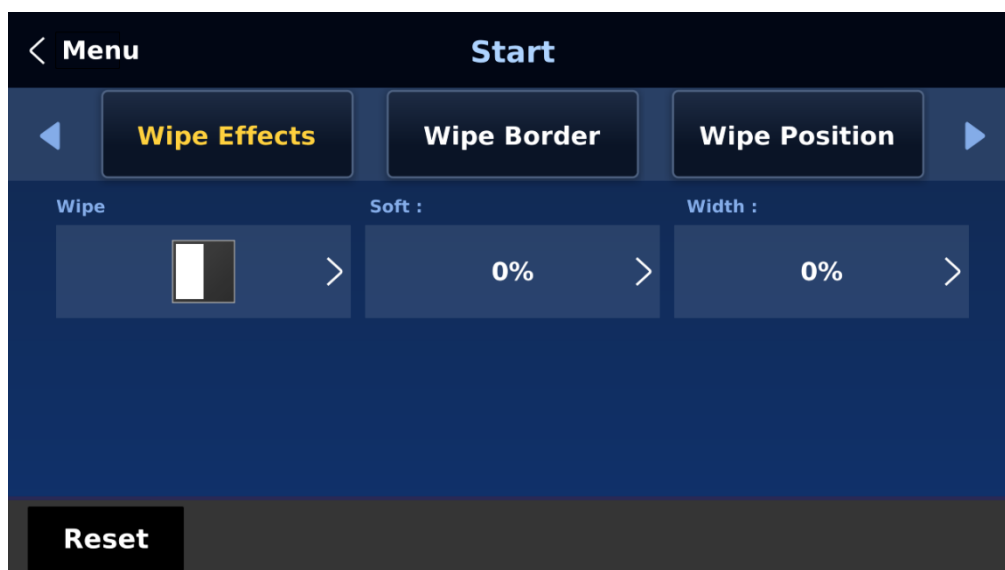 Menu
Start
Wipe Effects
Wipe Border
Wipe Position
Wipe
Soft :
Width :
0%
0%
Reset